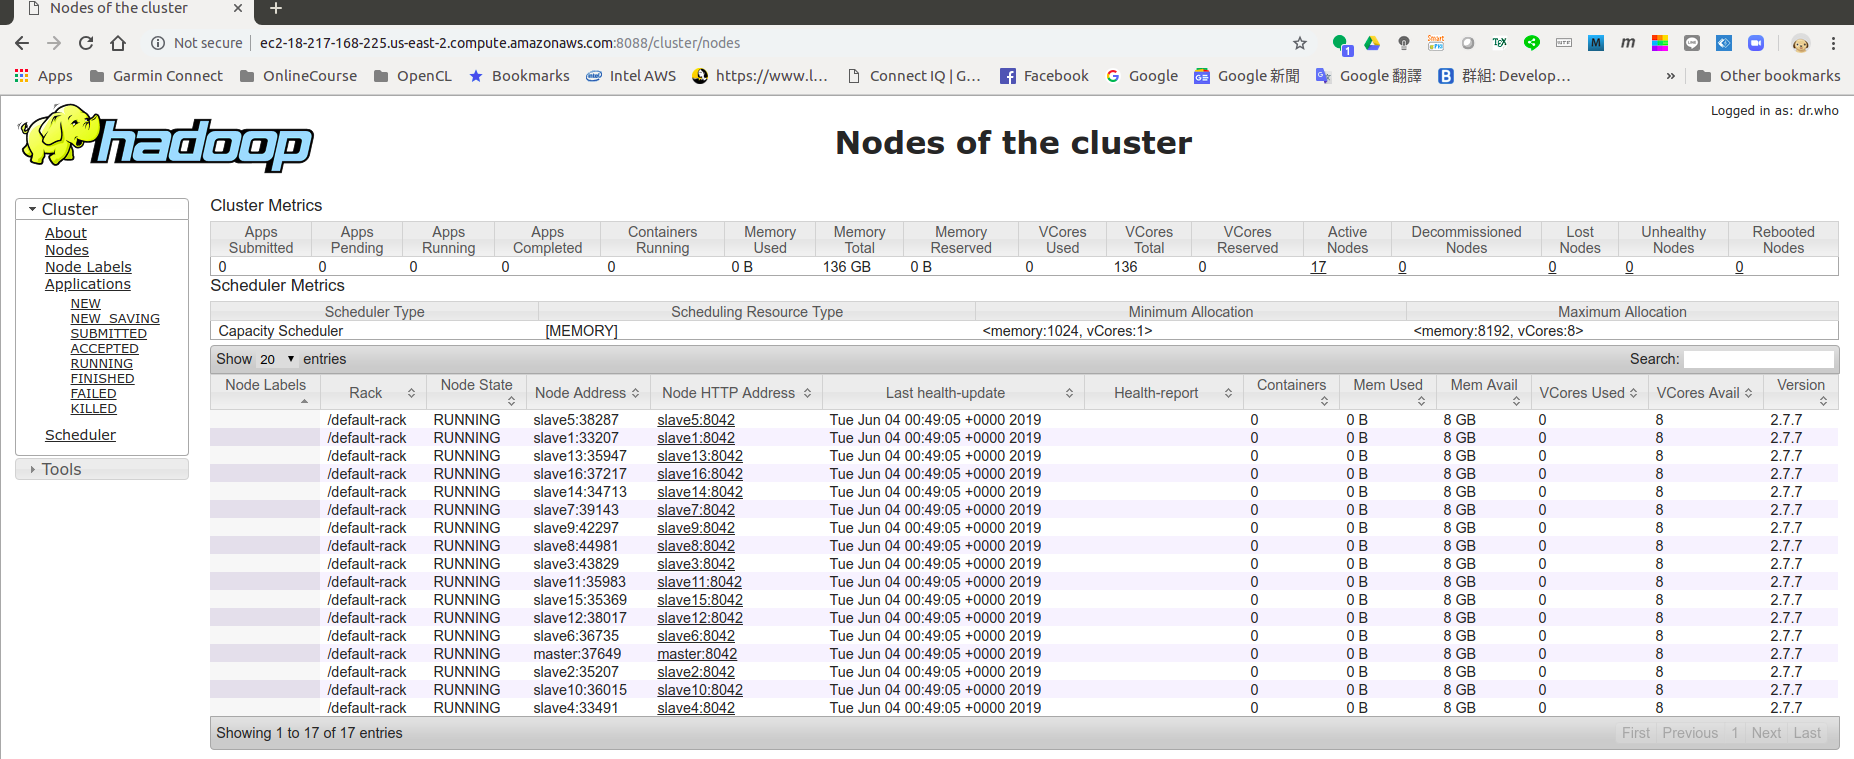 Nodes of the cluster
Not secure | ec2-18-217-168-225.us-east-2.compute.amazonaws.com:8088/cluster/nodes
Apps Garmin Connect OnlineCourse OpenCL Bookmarks Intel AWS https://www.l... Connect IQ | G... Facebook Google Google 新聞 Google 翻譯 群組: Develop... » Other bookmarks
Logged in as: dr.who
hadoop
Nodes of the cluster
Cluster
About
Nodes
Node Labels
Applications
NEW
NEW_SAVING
SUBMITTED
ACCEPTED
RUNNING
FINISHED
FAILED
KILLED
Scheduler
Tools
Cluster Metrics
Apps Submitted Apps Pending Apps Running Apps Completed Containers Running Memory Used Memory Total Memory Reserved VCores Used VCores Total VCores Reserved Active Nodes Decommissioned Nodes Lost Nodes Unhealthy Nodes Rebooted Nodes
0 0 0 0 0 0 B 136 GB 0 B 0 136 0 17 0 0 0 0
Scheduler Metrics
Scheduler Type Scheduling Resource Type Minimum Allocation Maximum Allocation
Capacity Scheduler [MEMORY] <memory:1024, vCores:1> <memory:8192, vCores:8>
Show 20 entries Search:
Node Labels Rack Node State Node Address Node HTTP Address Last health-update Health-report Containers Mem Used Mem Avail VCores Used VCores Avail Version
/default-rack RUNNING slave5:38287 slave5:8042 Tue Jun 04 00:49:05 +0000 2019 0 0 B 8 GB 0 8 2.7.7
/default-rack RUNNING slave1:33207 slave1:8042 Tue Jun 04 00:49:05 +0000 2019 0 0 B 8 GB 0 8 2.7.7
/default-rack RUNNING slave13:35947 slave13:8042 Tue Jun 04 00:49:05 +0000 2019 0 0 B 8 GB 0 8 2.7.7
/default-rack RUNNING slave16:37217 slave16:8042 Tue Jun 04 00:49:05 +0000 2019 0 0 B 8 GB 0 8 2.7.7
/default-rack RUNNING slave14:34713 slave14:8042 Tue Jun 04 00:49:05 +0000 2019 0 0 B 8 GB 0 8 2.7.7
/default-rack RUNNING slave7:39143 slave7:8042 Tue Jun 04 00:49:05 +0000 2019 0 0 B 8 GB 0 8 2.7.7
/default-rack RUNNING slave9:42297 slave9:8042 Tue Jun 04 00:49:05 +0000 2019 0 0 B 8 GB 0 8 2.7.7
/default-rack RUNNING slave8:44981 slave8:8042 Tue Jun 04 00:49:05 +0000 2019 0 0 B 8 GB 0 8 2.7.7
/default-rack RUNNING slave3:43829 slave3:8042 Tue Jun 04 00:49:05 +0000 2019 0 0 B 8 GB 0 8 2.7.7
/default-rack RUNNING slave11:35983 slave11:8042 Tue Jun 04 00:49:05 +0000 2019 0 0 B 8 GB 0 8 2.7.7
/default-rack RUNNING slave15:35369 slave15:8042 Tue Jun 04 00:49:05 +0000 2019 0 0 B 8 GB 0 8 2.7.7
/default-rack RUNNING slave12:38017 slave12:8042 Tue Jun 04 00:49:05 +0000 2019 0 0 B 8 GB 0 8 2.7.7
/default-rack RUNNING slave6:36735 slave6:8042 Tue Jun 04 00:49:05 +0000 2019 0 0 B 8 GB 0 8 2.7.7
/default-rack RUNNING master:37649 master:8042 Tue Jun 04 00:49:05 +0000 2019 0 0 B 8 GB 0 8 2.7.7
/default-rack RUNNING slave2:35207 slave2:8042 Tue Jun 04 00:49:05 +0000 2019 0 0 B 8 GB 0 8 2.7.7
/default-rack RUNNING slave10:36015 slave10:8042 Tue Jun 04 00:49:05 +0000 2019 0 0 B 8 GB 0 8 2.7.7
/default-rack RUNNING slave4:33491 slave4:8042 Tue Jun 04 00:49:05 +0000 2019 0 0 B 8 GB 0 8 2.7.7
Showing 1 to 17 of 17 entries First Previous 1 Next Last